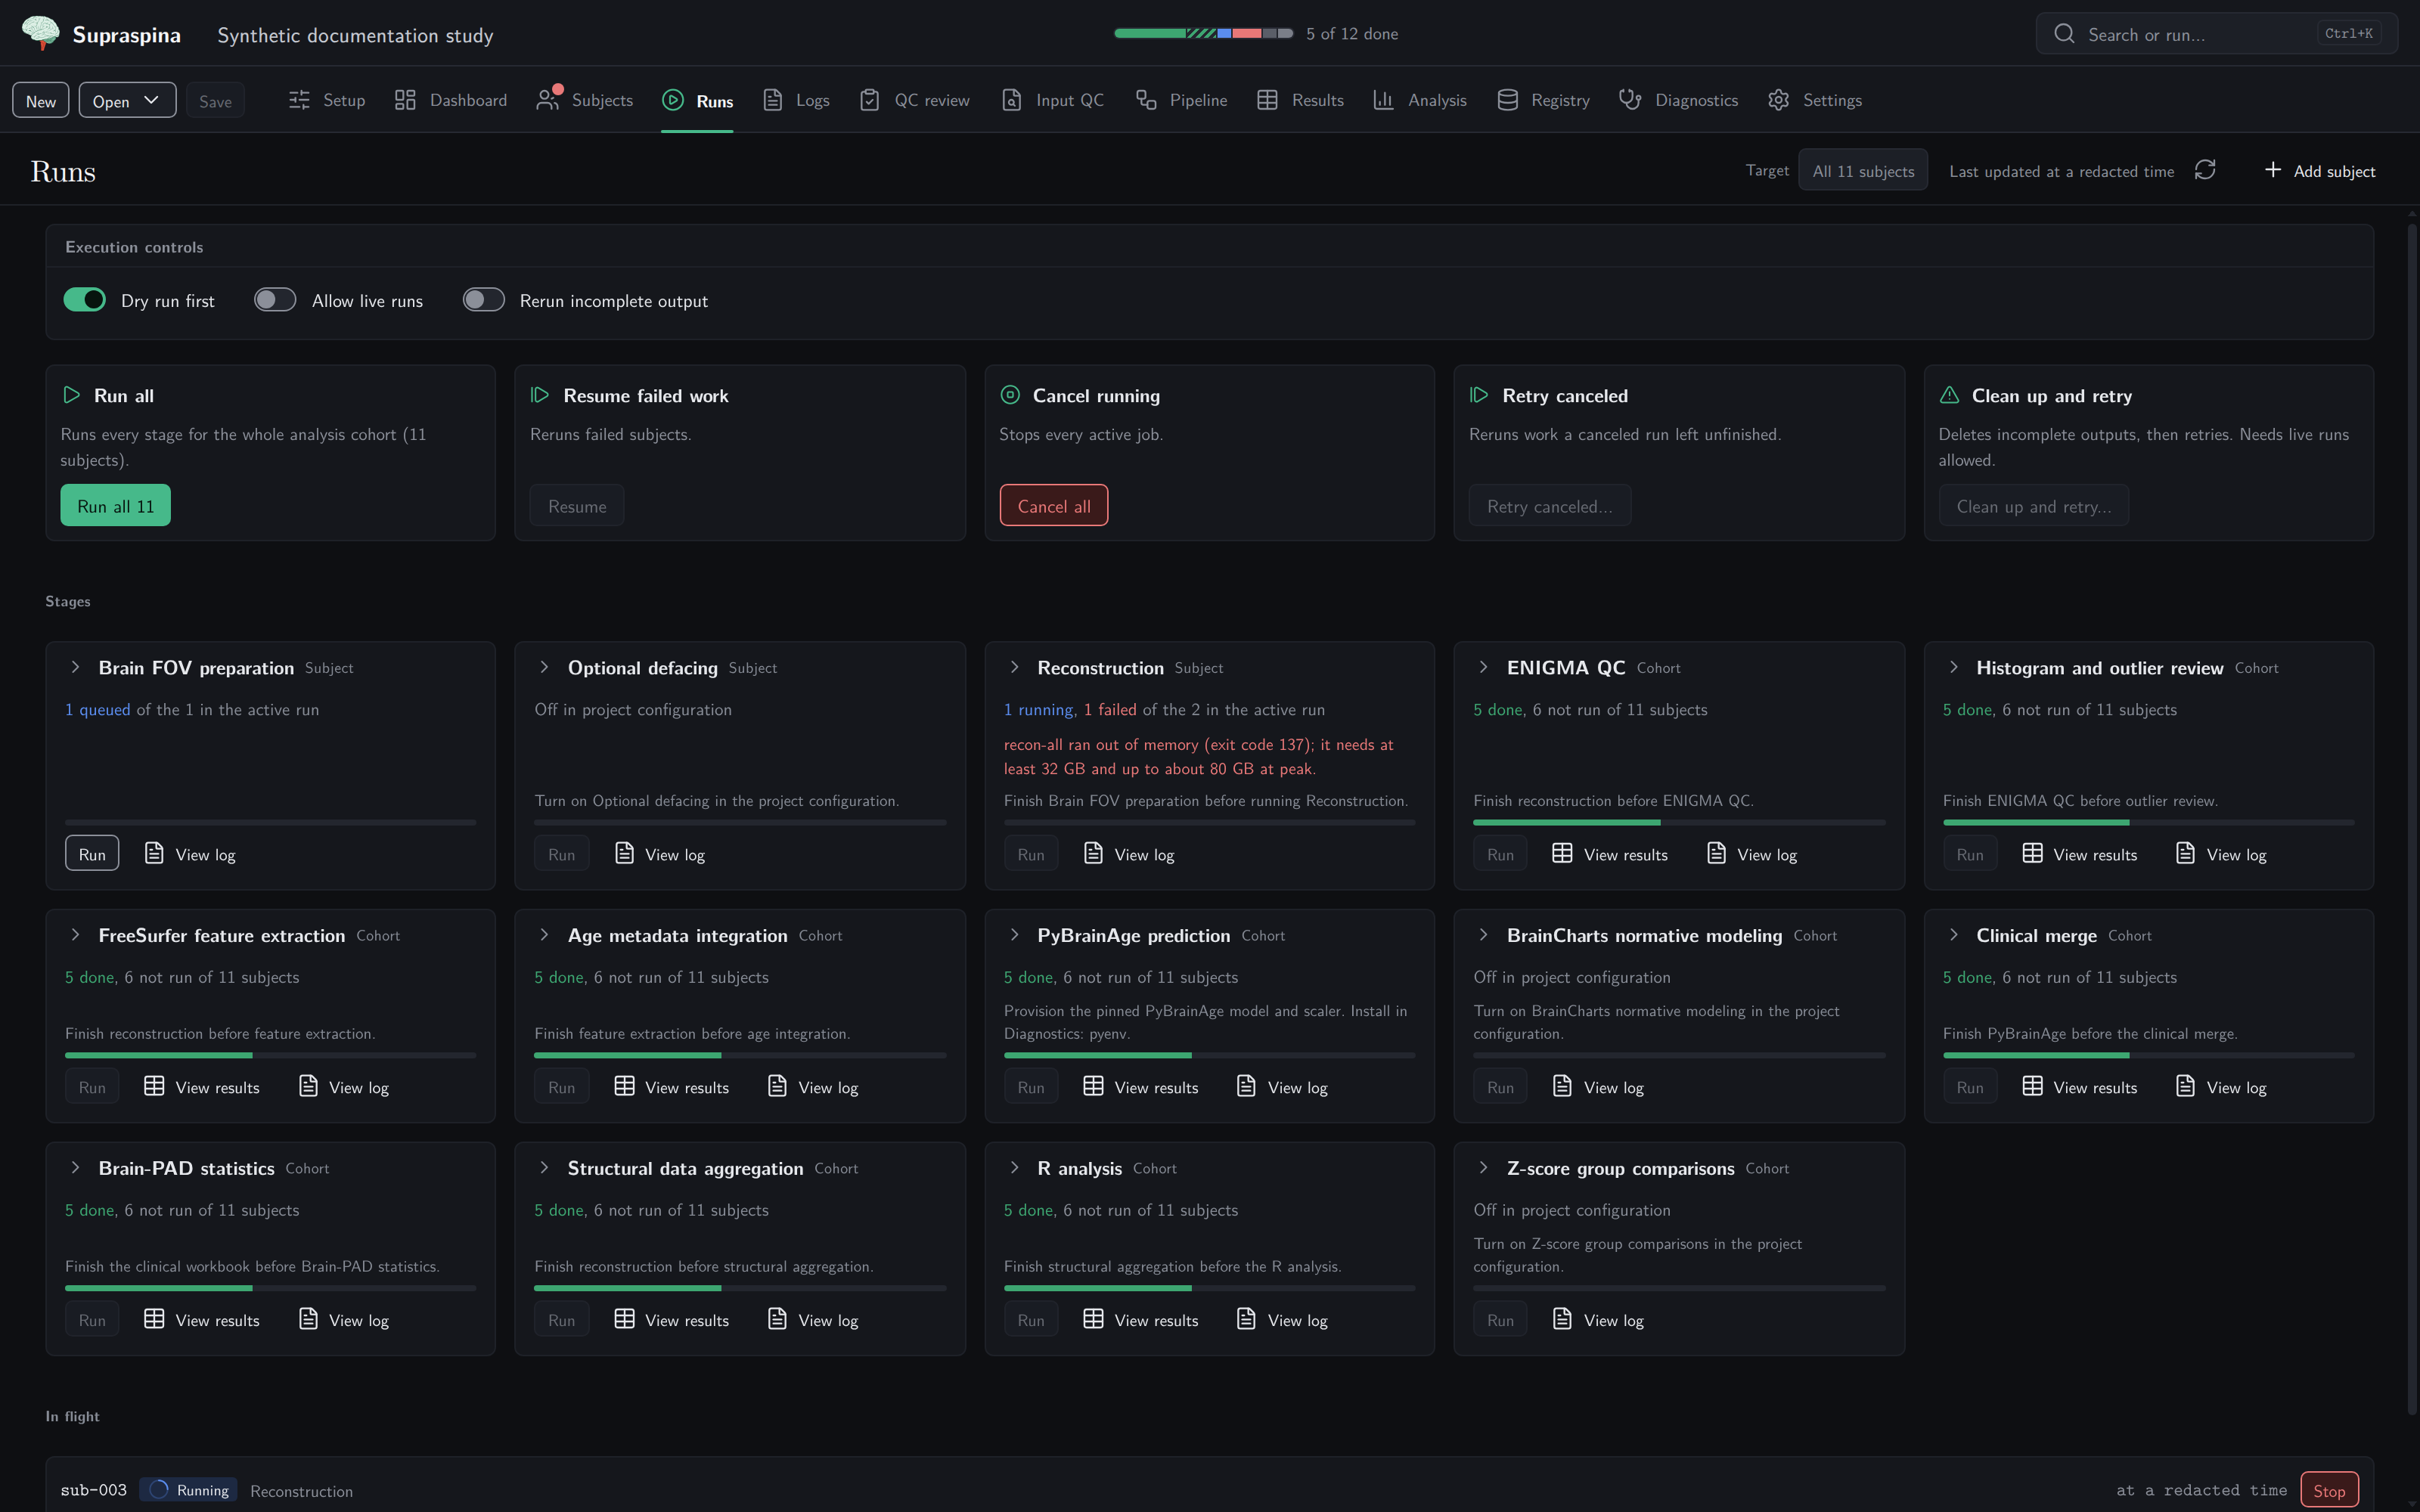 Supraspina
Synthetic documentation study
5 of 12 done
Search or run...
Ctrl+K
New
Open
Save
Setup
Dashboard
Subjects
Runs
Logs
QC review
Input QC
Pipeline
Results
Analysis
Registry
Diagnostics
Settings
Runs
Target
All 11 subjects
Last updated at a redacted time
Add subject
Execution controls
Dry run first
Allow live runs
Rerun incomplete output
Run all
Runs every stage for the whole analysis cohort (11
subjects).
Run all 11
Resume failed work
Reruns failed subjects.
Resume
Cancel running
Stops every active job.
Cancel all
Retry canceled
Reruns work a canceled run left unfinished.
Retry canceled...
Clean up and retry
Deletes incomplete outputs, then retries. Needs live runs
allowed.
Clean up and retry...
Stages
Brain FOV preparation Subject
1 queued of the 1 in the active run
Run
View log
Optional defacing Subject
Off in project configuration
Turn on Optional defacing in the project configuration.
Run
View log
Reconstruction Subject
1 running, 1 failed of the 2 in the active run
recon-all ran out of memory (exit code 137); it needs at
least 32 GB and up to about 80 GB at peak.
Finish Brain FOV preparation before running Reconstruction.
Run
View log
ENIGMA QC Cohort
5 done, 6 not run of 11 subjects
Finish reconstruction before ENIGMA QC.
Run
View results
View log
Histogram and outlier review Cohort
5 done, 6 not run of 11 subjects
Finish ENIGMA QC before outlier review.
Run
View results
View log
FreeSurfer feature extraction Cohort
5 done, 6 not run of 11 subjects
Finish reconstruction before feature extraction.
Run
View results
View log
Age metadata integration Cohort
5 done, 6 not run of 11 subjects
Finish feature extraction before age integration.
Run
View results
View log
PyBrainAge prediction Cohort
5 done, 6 not run of 11 subjects
Provision the pinned PyBrainAge model and scaler. Install in
Diagnostics: pyenv.
Run
View results
View log
BrainCharts normative modeling Cohort
Off in project configuration
Turn on BrainCharts normative modeling in the project
configuration.
Run
View log
Clinical merge Cohort
5 done, 6 not run of 11 subjects
Finish PyBrainAge before the clinical merge.
Run
View results
View log
Brain-PAD statistics Cohort
5 done, 6 not run of 11 subjects
Finish the clinical workbook before Brain-PAD statistics.
Run
View results
View log
Structural data aggregation Cohort
5 done, 6 not run of 11 subjects
Finish reconstruction before structural aggregation.
Run
View results
View log
R analysis Cohort
5 done, 6 not run of 11 subjects
Finish structural aggregation before the R analysis.
Run
View results
View log
Z-score group comparisons Cohort
Off in project configuration
Turn on Z-score group comparisons in the project
configuration.
Run
View log
In flight
sub-003
Running
Reconstruction
at a redacted time
Stop